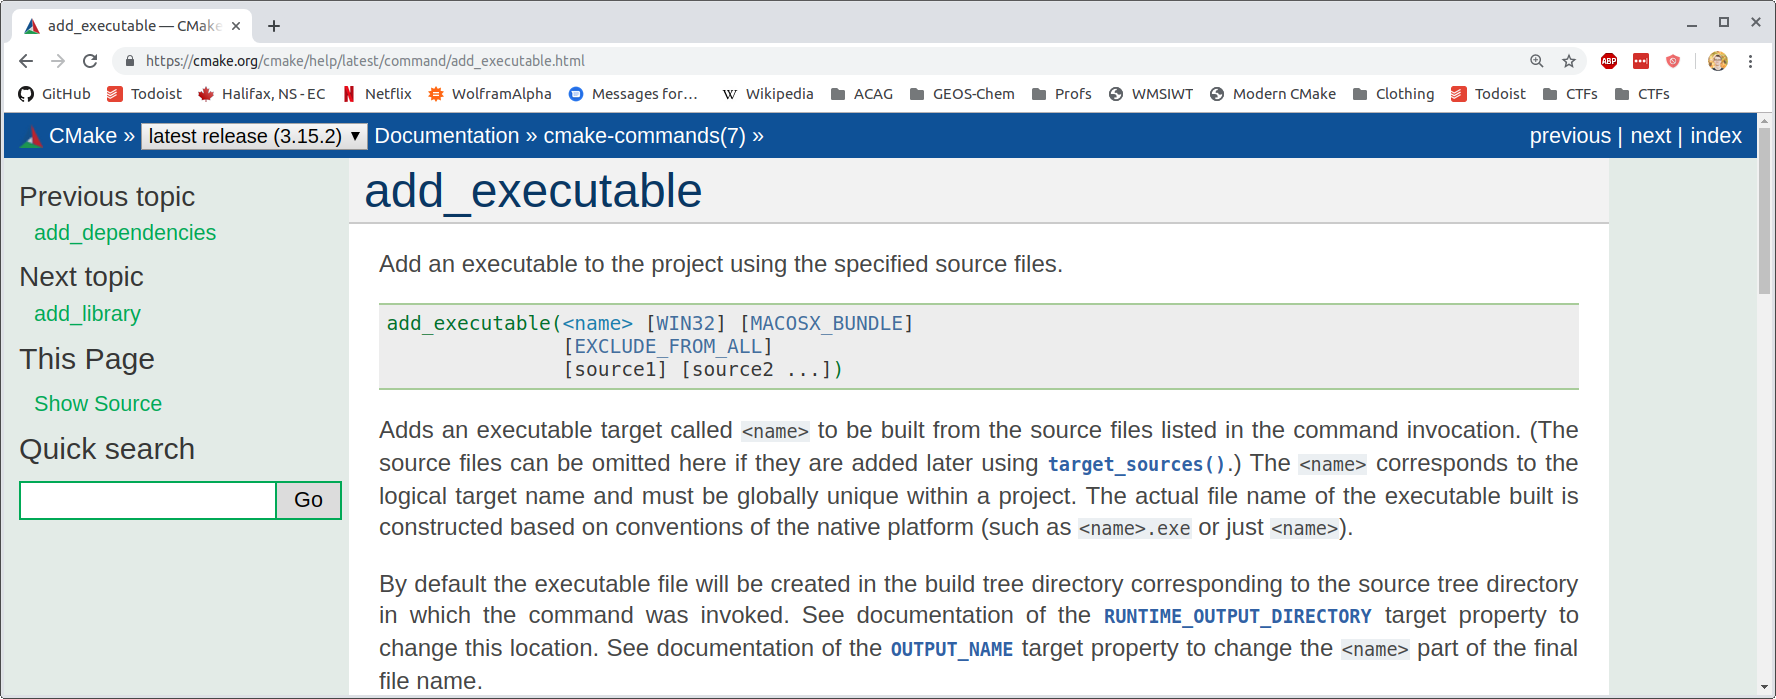 add_executable — CMake
https://cmake.org/cmake/help/latest/command/add_executable.html
ABP
GitHub Todoist Halifax, NS - EC Netflix WolframAlpha Messages for… Wikipedia ACAG GEOS-Chem Profs WMSIWT Modern CMake Clothing Todoist CTFs CTFs
CMake » latest release (3.15.2) ▼ Documentation » cmake-commands(7) » previous | next | index
Previous topic
add_dependencies
Next topic
add_library
This Page
Show Source
Quick search
Go
add_executable
Add an executable to the project using the specified source files.
add_executable(<name> [WIN32] [MACOSX_BUNDLE]
[EXCLUDE_FROM_ALL]
[source1] [source2 ...])
Adds an executable target called <name> to be built from the source files listed in the command invocation. (The
source files can be omitted here if they are added later using target_sources().) The <name> corresponds to the
logical target name and must be globally unique within a project. The actual file name of the executable built is
constructed based on conventions of the native platform (such as <name>.exe or just <name>).
By default the executable file will be created in the build tree directory corresponding to the source tree directory
in which the command was invoked. See documentation of the RUNTIME_OUTPUT_DIRECTORY target property to
change this location. See documentation of the OUTPUT_NAME target property to change the <name> part of the final
file name.